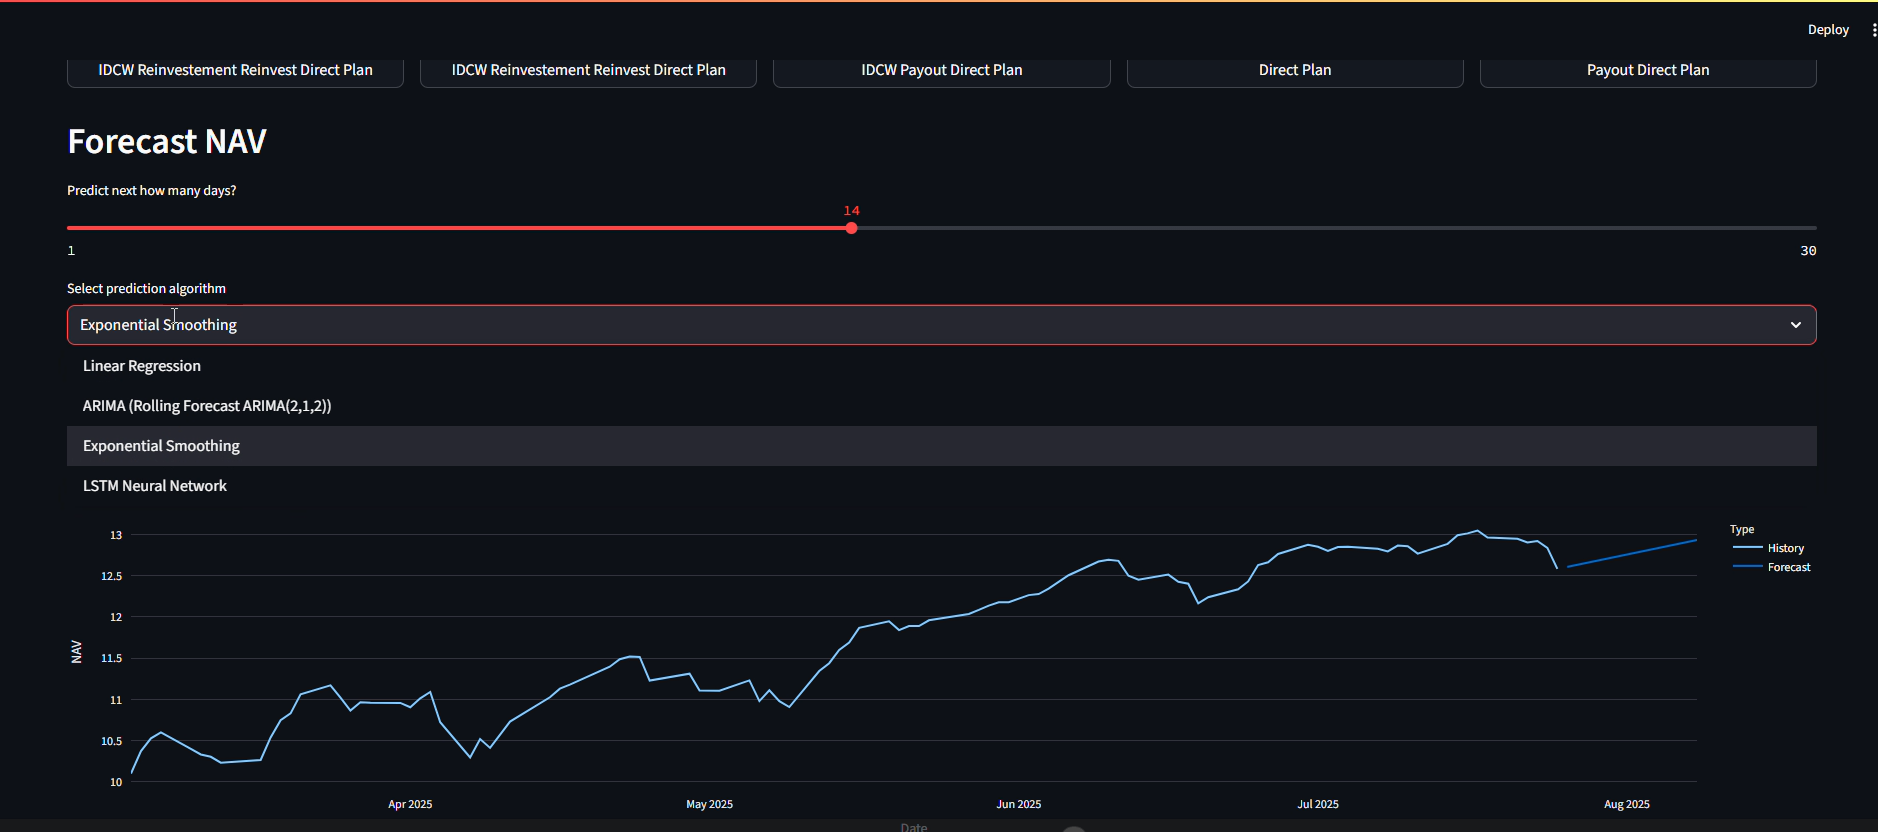 Deploy
IDCW Reinvestement Reinvest Direct Plan
IDCW Reinvestement Reinvest Direct Plan
IDCW Payout Direct Plan
Direct Plan
Payout Direct Plan
Forecast NAV
Predict next how many days?
14
1
30
Select prediction algorithm
Exponential Smoothing
Linear Regression
ARIMA (Rolling Forecast ARIMA(2,1,2))
Exponential Smoothing
LSTM Neural Network
13
12.5
12
11.5
11
10.5
10
NAV
Type
History
Forecast
Apr 2025
May 2025
Jun 2025
Jul 2025
Aug 2025
Date